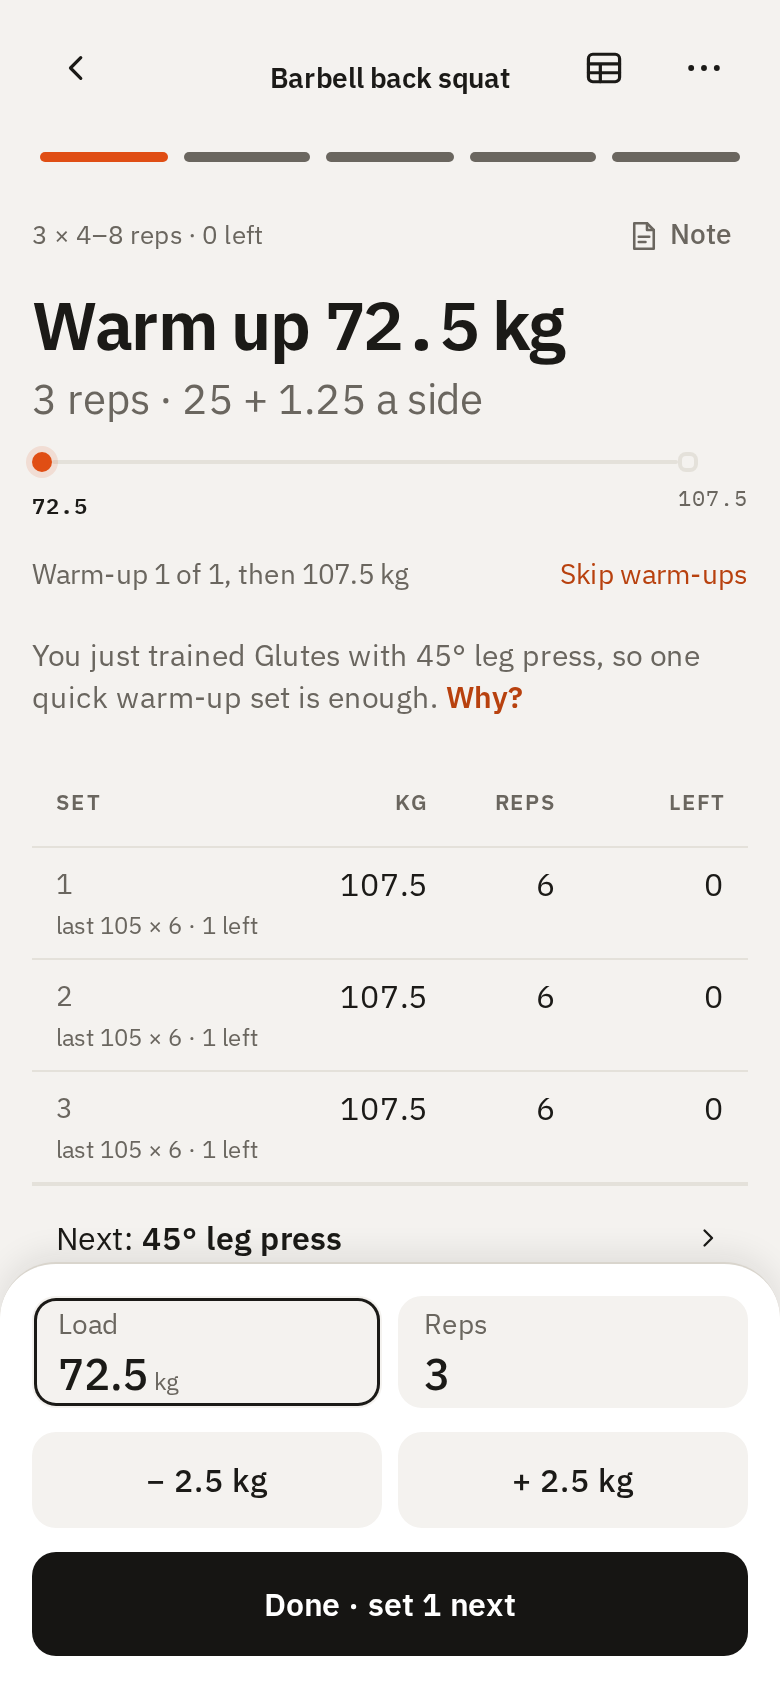 Barbell back squat
3 × 4–8 reps · 0 left
Note
Warm up 72.5 kg
3 reps · 25 + 1.25 a side
72.5
107.5
Warm-up 1 of 1, then 107.5 kg
Skip warm-ups
You just trained Glutes with 45° leg press, so one
quick warm-up set is enough. Why?
SET KG REPS LEFT
1 107.5 6 0
last 105 × 6 · 1 left
2 107.5 6 0
last 105 × 6 · 1 left
3 107.5 6 0
last 105 × 6 · 1 left
Next: 45° leg press
Load
72.5 kg
Reps
3
– 2.5 kg
+ 2.5 kg
Done · set 1 next